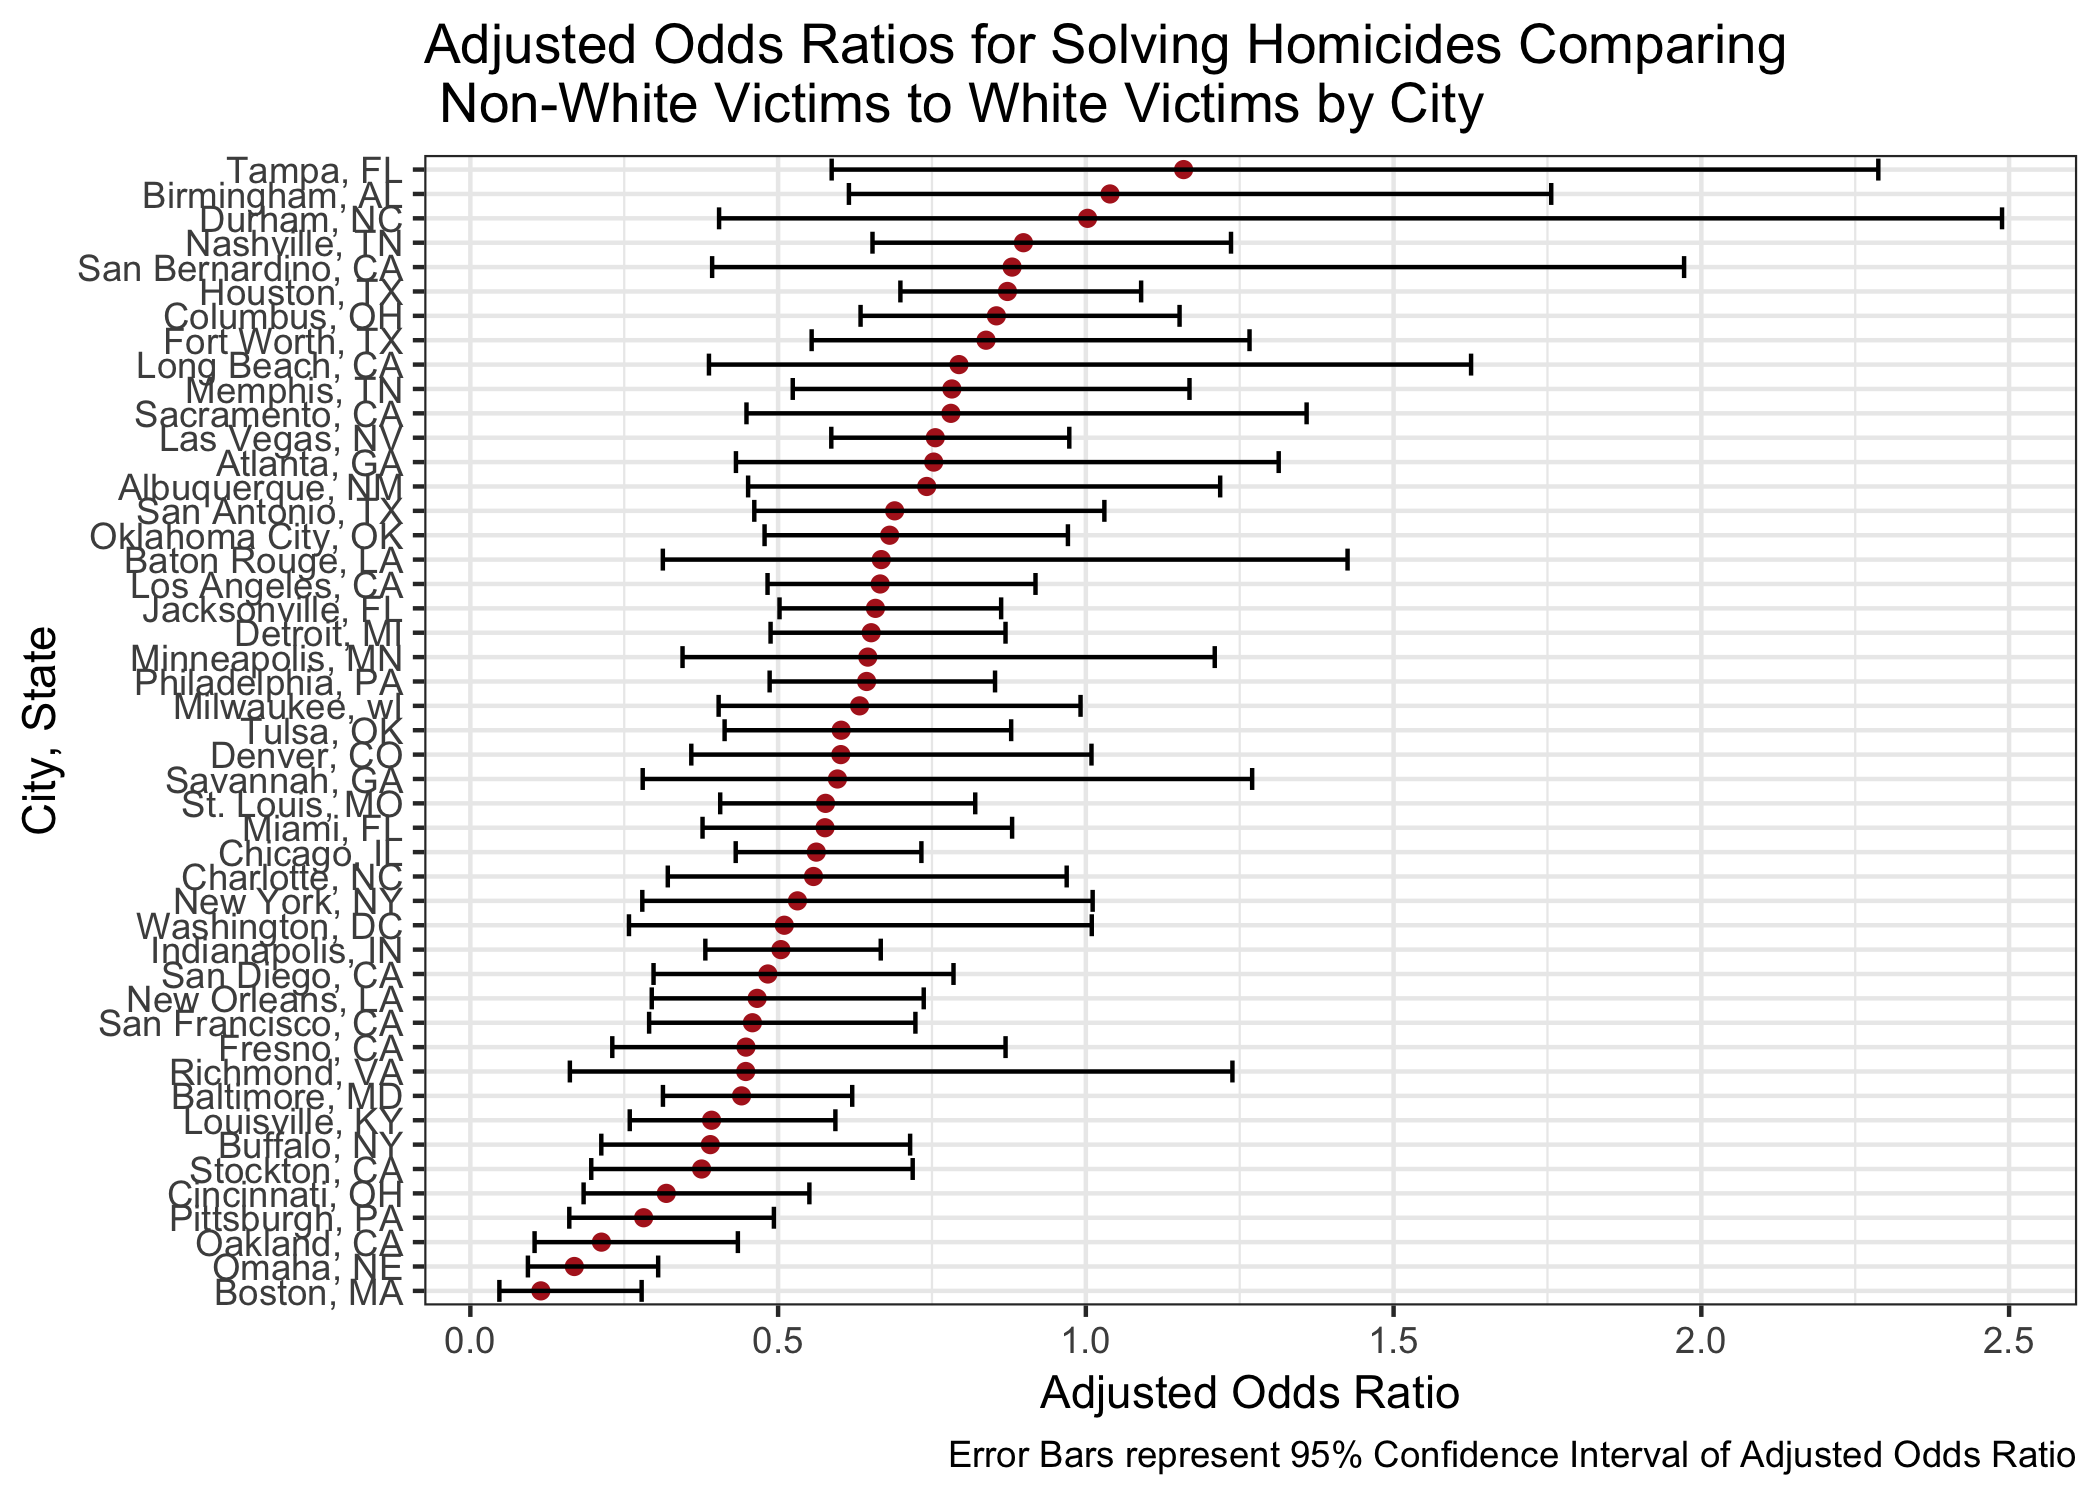 Adjusted Odds Ratios for Solving Homicides Comparing
Non-White Victims to White Victims by City
Tampa, FL
Birmingham, AL
Durham, NC
Nashville, TN
San Bernardino, CA
Houston, TX
Columbus, OH
Fort Worth, TX
Long Beach, CA
Memphis, TN
Sacramento, CA
Las Vegas, NV
Atlanta, GA
Albuquerque, NM
San Antonio, TX
Oklahoma City, OK
Baton Rouge, LA
Los Angeles, CA
Jacksonville, FL
Detroit, MI
Minneapolis, MN
Philadelphia, PA
Milwaukee, wI
Tulsa, OK
Denver, CO
Savannah, GA
St. Louis, MO
Miami, FL
Chicago, IL
Charlotte, NC
New York, NY
Washington, DC
Indianapolis, IN
San Diego, CA
New Orleans, LA
San Francisco, CA
Fresno, CA
Richmond, VA
Baltimore, MD
Louisville, KY
Buffalo, NY
Stockton, CA
Cincinnati, OH
Pittsburgh, PA
Oakland, CA
Omaha, NE
Boston, MA
City, State
0.0 0.5 1.0 1.5 2.0 2.5
Adjusted Odds Ratio
Error Bars represent 95% Confidence Interval of Adjusted Odds Ratio